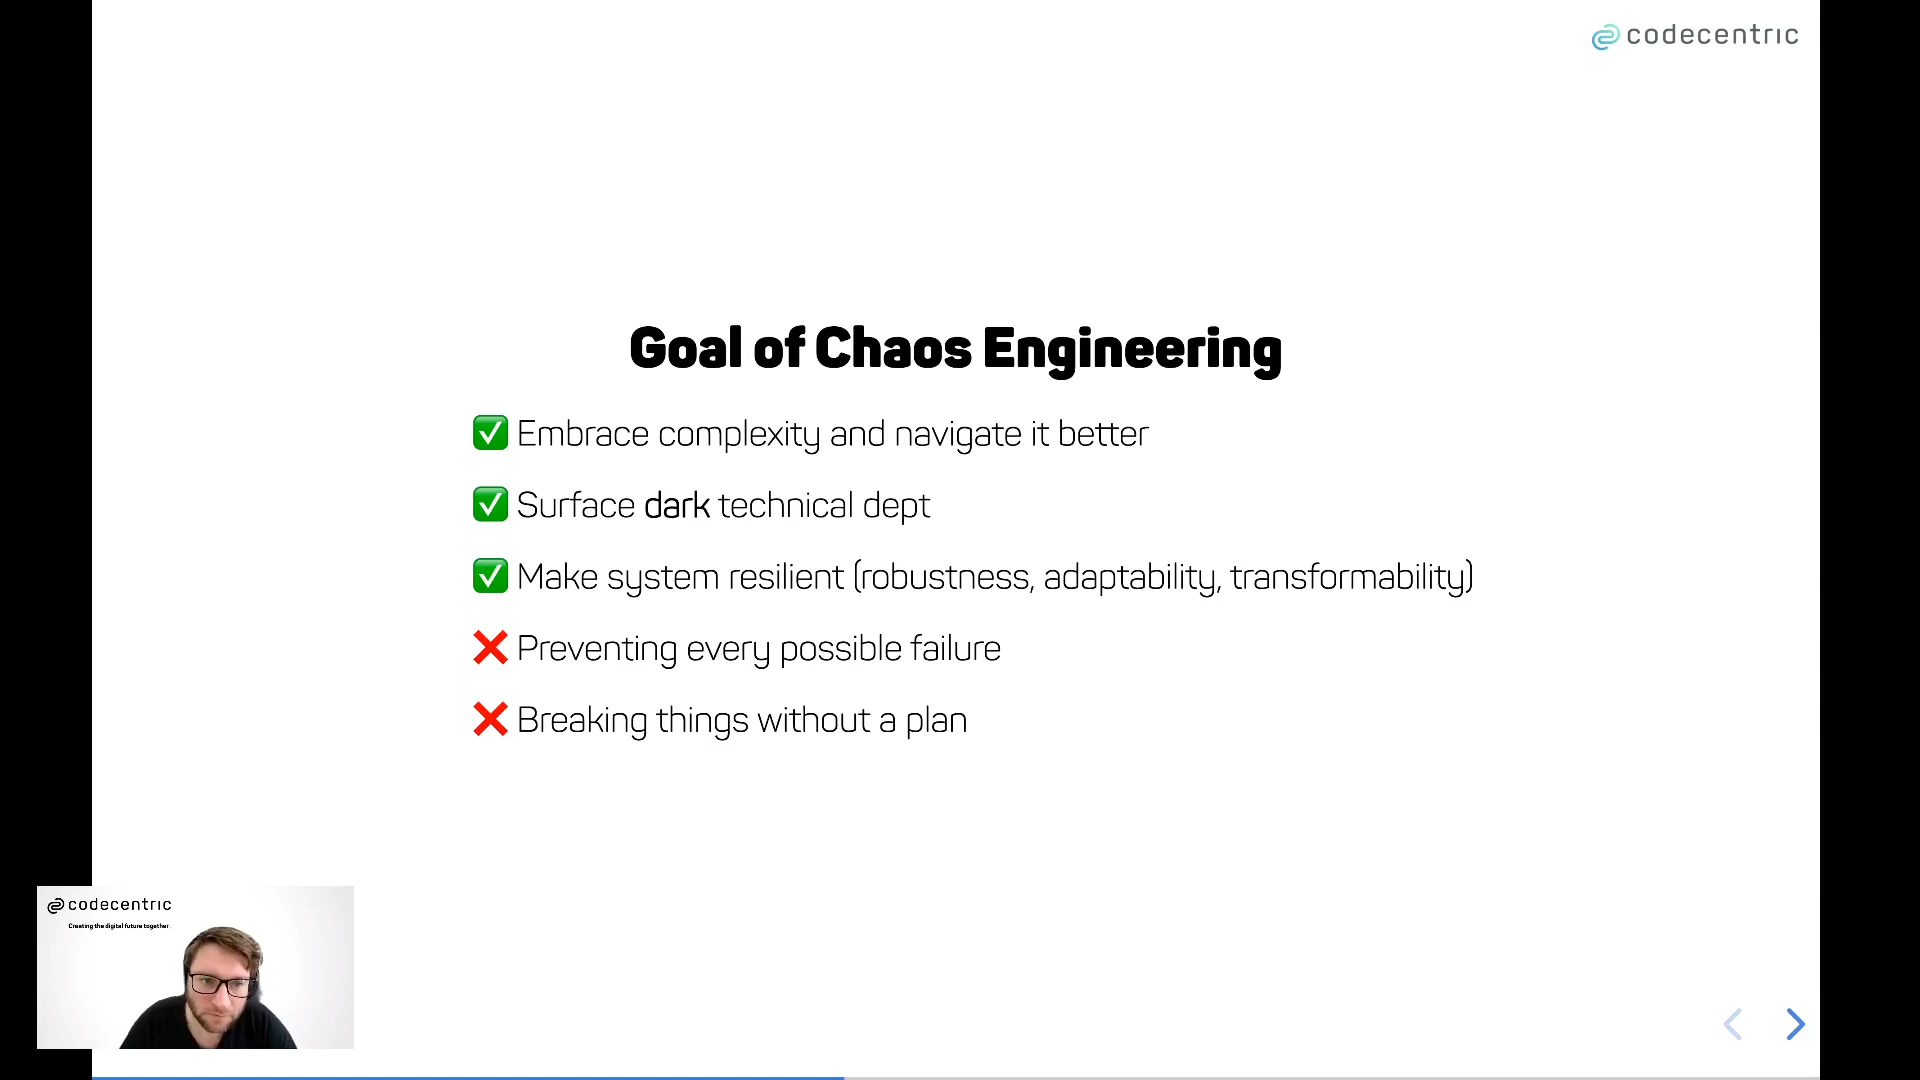 codecentric
Goal of Chaos Engineering
✅ Embrace complexity and navigate it better
✅ Surface dark technical dept
✅ Make system resilient (robustness, adaptability, transformability)
❌ Preventing every possible failure
❌ Breaking things without a plan
codecentric
Creating the digital future together.